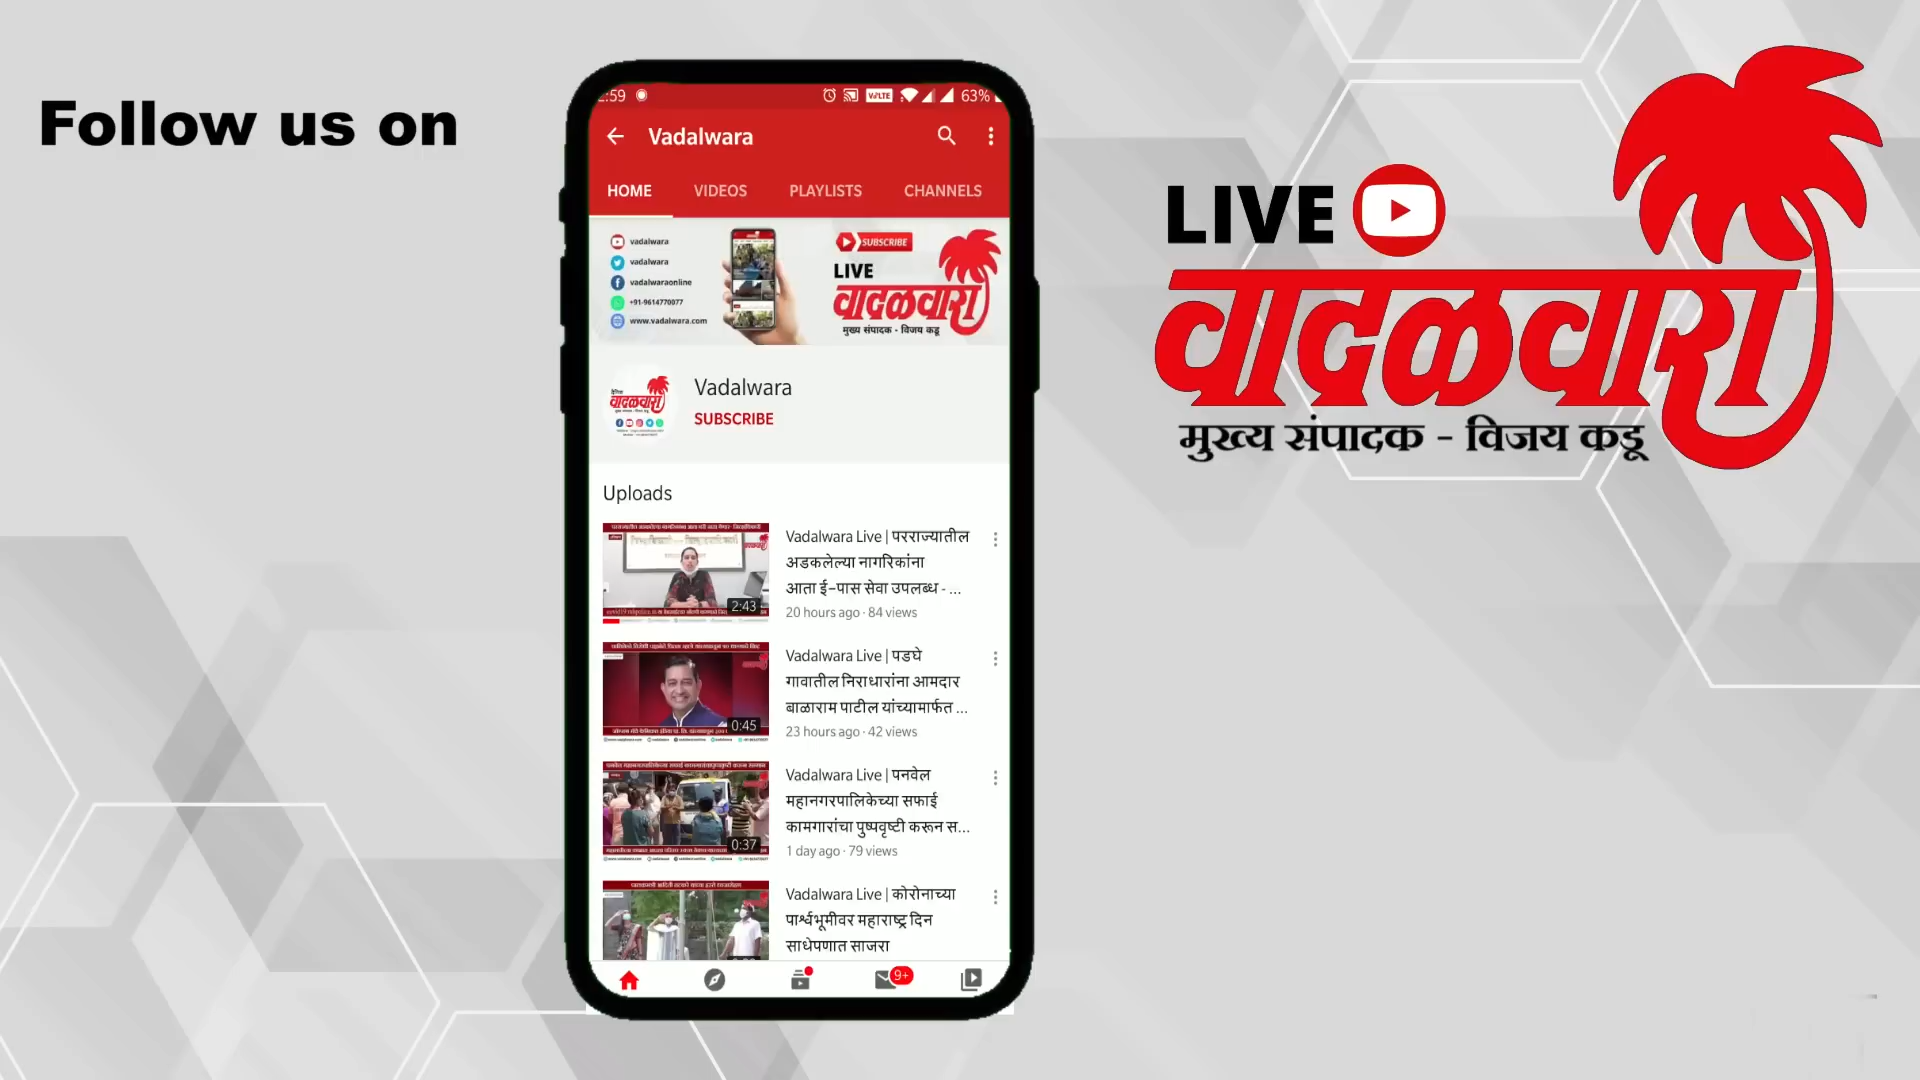 Follow us on
LIVE
वादळवारा
मुख्य संपादक - विजय कडू
:59
VoLTE
63%
Vadalwara
HOME VIDEOS PLAYLISTS CHANNELS
vadalwara
vadalwara
vadalwaraonline
+91-9614770077
www.vadalwara.com
SUBSCRIBE
LIVE
वादळवारा
मुख्य संपादक - विजय कडू
वादळवारा
Vadalwara
SUBSCRIBE
Uploads
Vadalwara Live | परराज्यातील
अडकलेल्या नागरिकांना
आता ई-पास सेवा उपलब्ध - ...
20 hours ago · 84 views
2:43
Vadalwara Live | पडघे
गावातील निराधारांना आमदार
बाळाराम पाटील यांच्यामार्फत ...
23 hours ago · 42 views
0:45
Vadalwara Live | पनवेल
महानगरपालिकेच्या सफाई
कामगारांचा पुष्पवृष्टी करून स...
1 day ago · 79 views
0:37
Vadalwara Live | कोरोनाच्या
पार्श्वभूमीवर महाराष्ट्र दिन
साधेपणात साजरा
9+